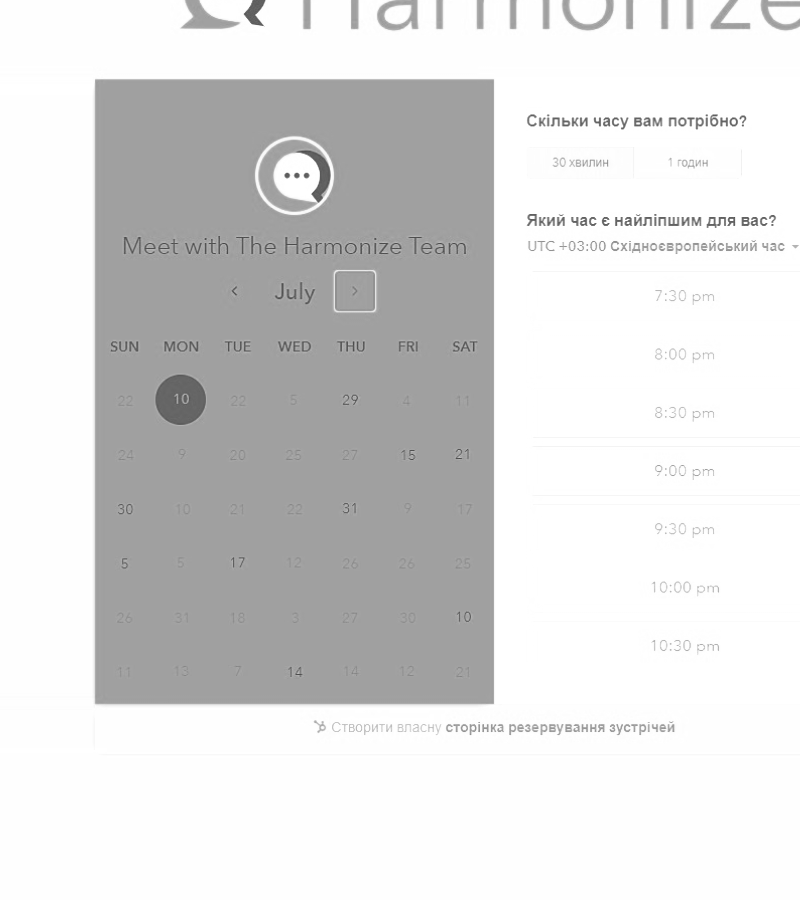 Harmonize
Meet with The Harmonize Team
July
SUN MON TUE WED THU FRI SAT
22 10 22 5 29 4 11
24 9 20 25 27 15 21
30 10 21 22 31 9 17
5 5 17 12 26 26 25
26 31 18 3 27 30 10
11 13 7 14 14 12 21
Скільки часу вам потрібно?
30 хвилин 1 годин
Який час є найліпшим для вас?
UTC +03:00 Східноєвропейський час
7:30 pm
8:00 pm
8:30 pm
9:00 pm
9:30 pm
10:00 pm
10:30 pm
Створити власну сторінка резервування зустрічей